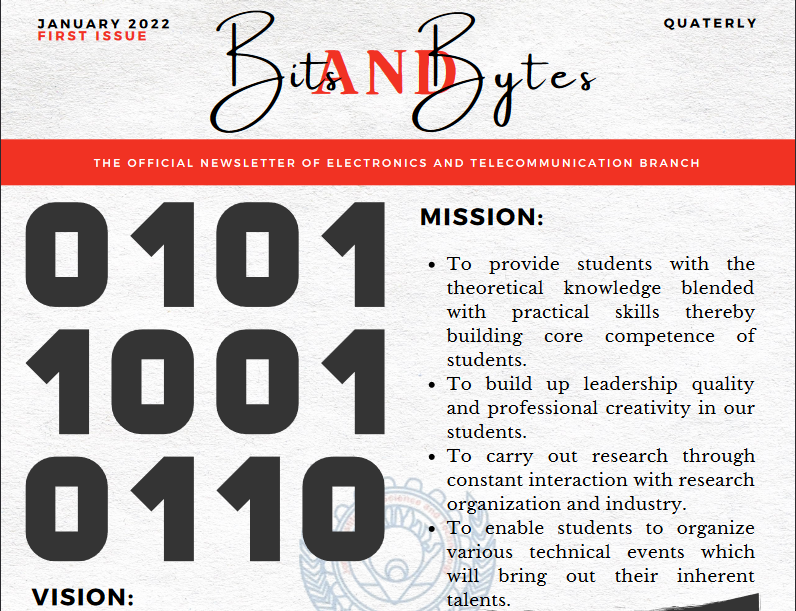 JANUARY 2022
FIRST ISSUE
QUATERLY
Bits AND Bytes
THE OFFICIAL NEWSLETTER OF ELECTRONICS AND TELECOMMUNICATION BRANCH
0101
1001
0110
VISION:
MISSION:
• To provide students with the
theoretical knowledge blended
with practical skills thereby
building core competence of
students.
• To build up leadership quality
and professional creativity in our
students.
• To carry out research through
constant interaction with research
organization and industry.
• To enable students to organize
various technical events which
will bring out their inherent
talents.